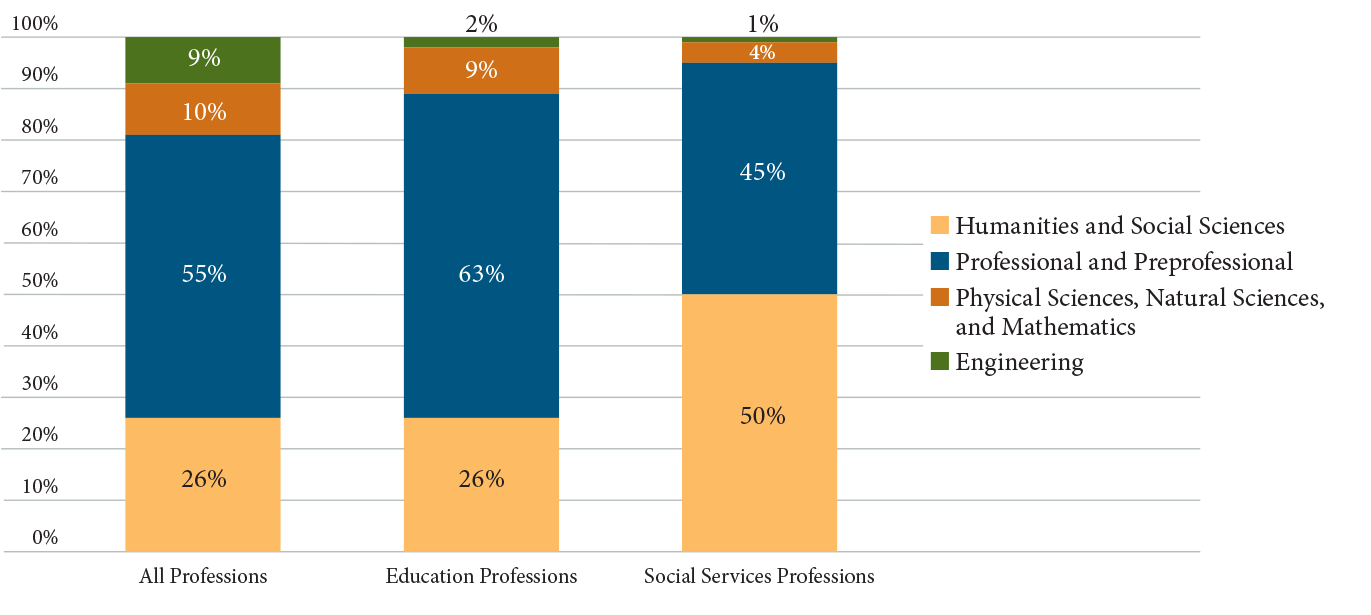 100%
90%
80%
70%
60%
50%
40%
30%
20%
10%
0%
9%
10%
55%
26%
2%
9%
63%
26%
1%
4%
45%
50%
All Professions
Education Professions
Social Services Professions
Humanities and Social Sciences
Professional and Preprofessional
Physical Sciences, Natural Sciences,
and Mathematics
Engineering